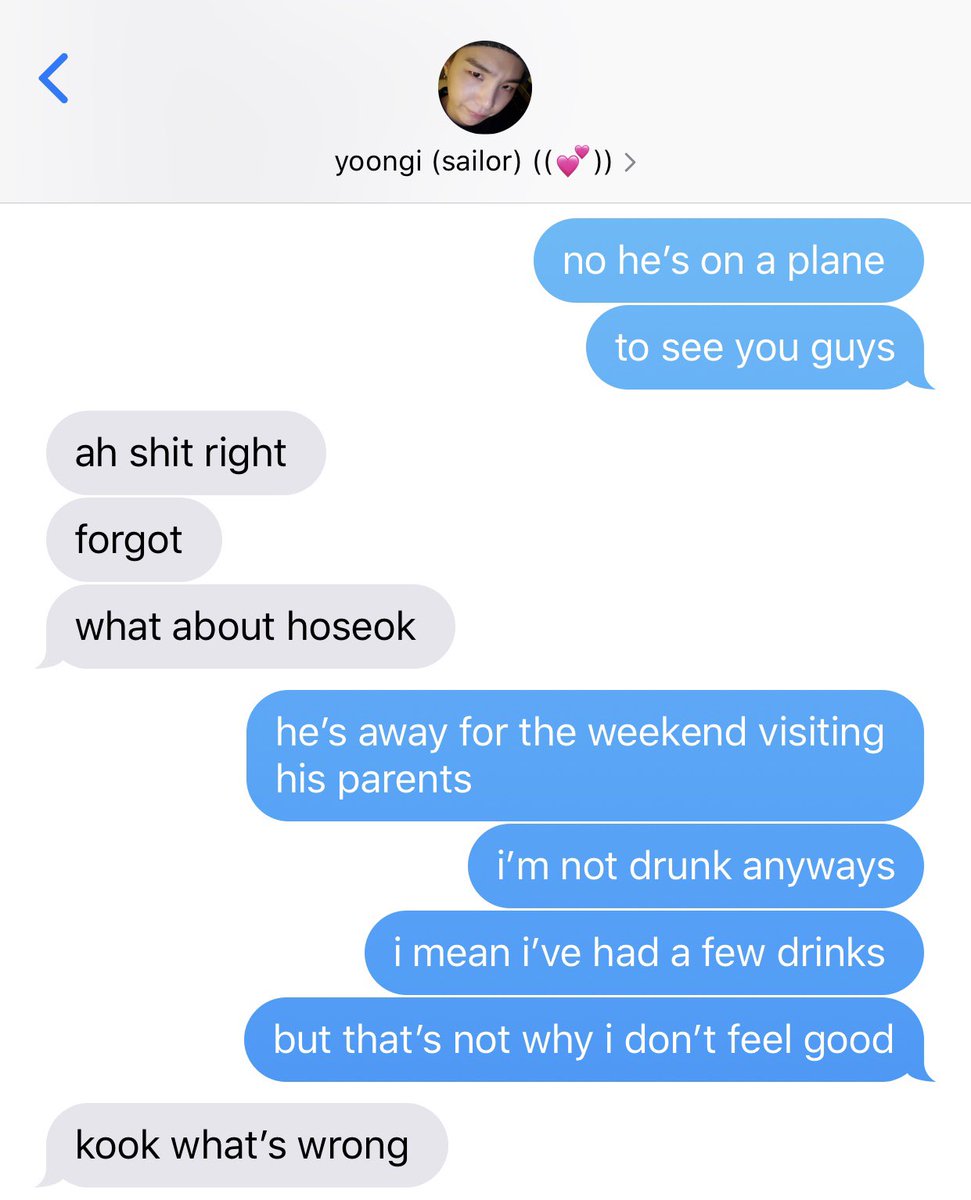 yoongi (sailor) ((💕))
no he’s on a plane
to see you guys
ah shit right
forgot
what about hoseok
he’s away for the weekend visiting
his parents
i’m not drunk anyways
i mean i’ve had a few drinks
but that’s not why i don’t feel good
kook what’s wrong